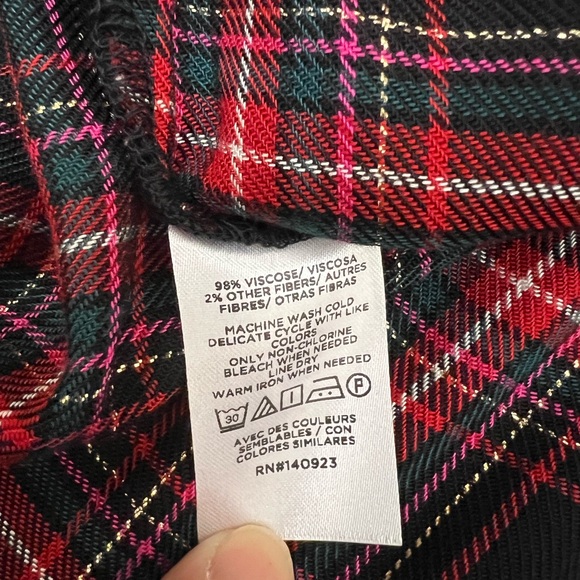 98% VISCOSE/ VISCOSA
2% OTHER FIBERS/ AUTRES
FIBRES/ OTRAS FIBRAS
MACHINE WASH COLD
DELICATE CYCLE WITH LIKE
COLORS
ONLY NON-CHLORINE
BLEACH WHEN NEEDED
LINE DRY
WARM IRON WHEN NEEDED
30 P
AVEC DES COULEURS
SEMBLABLES / CON
COLORES SIMILARES
RN#140923